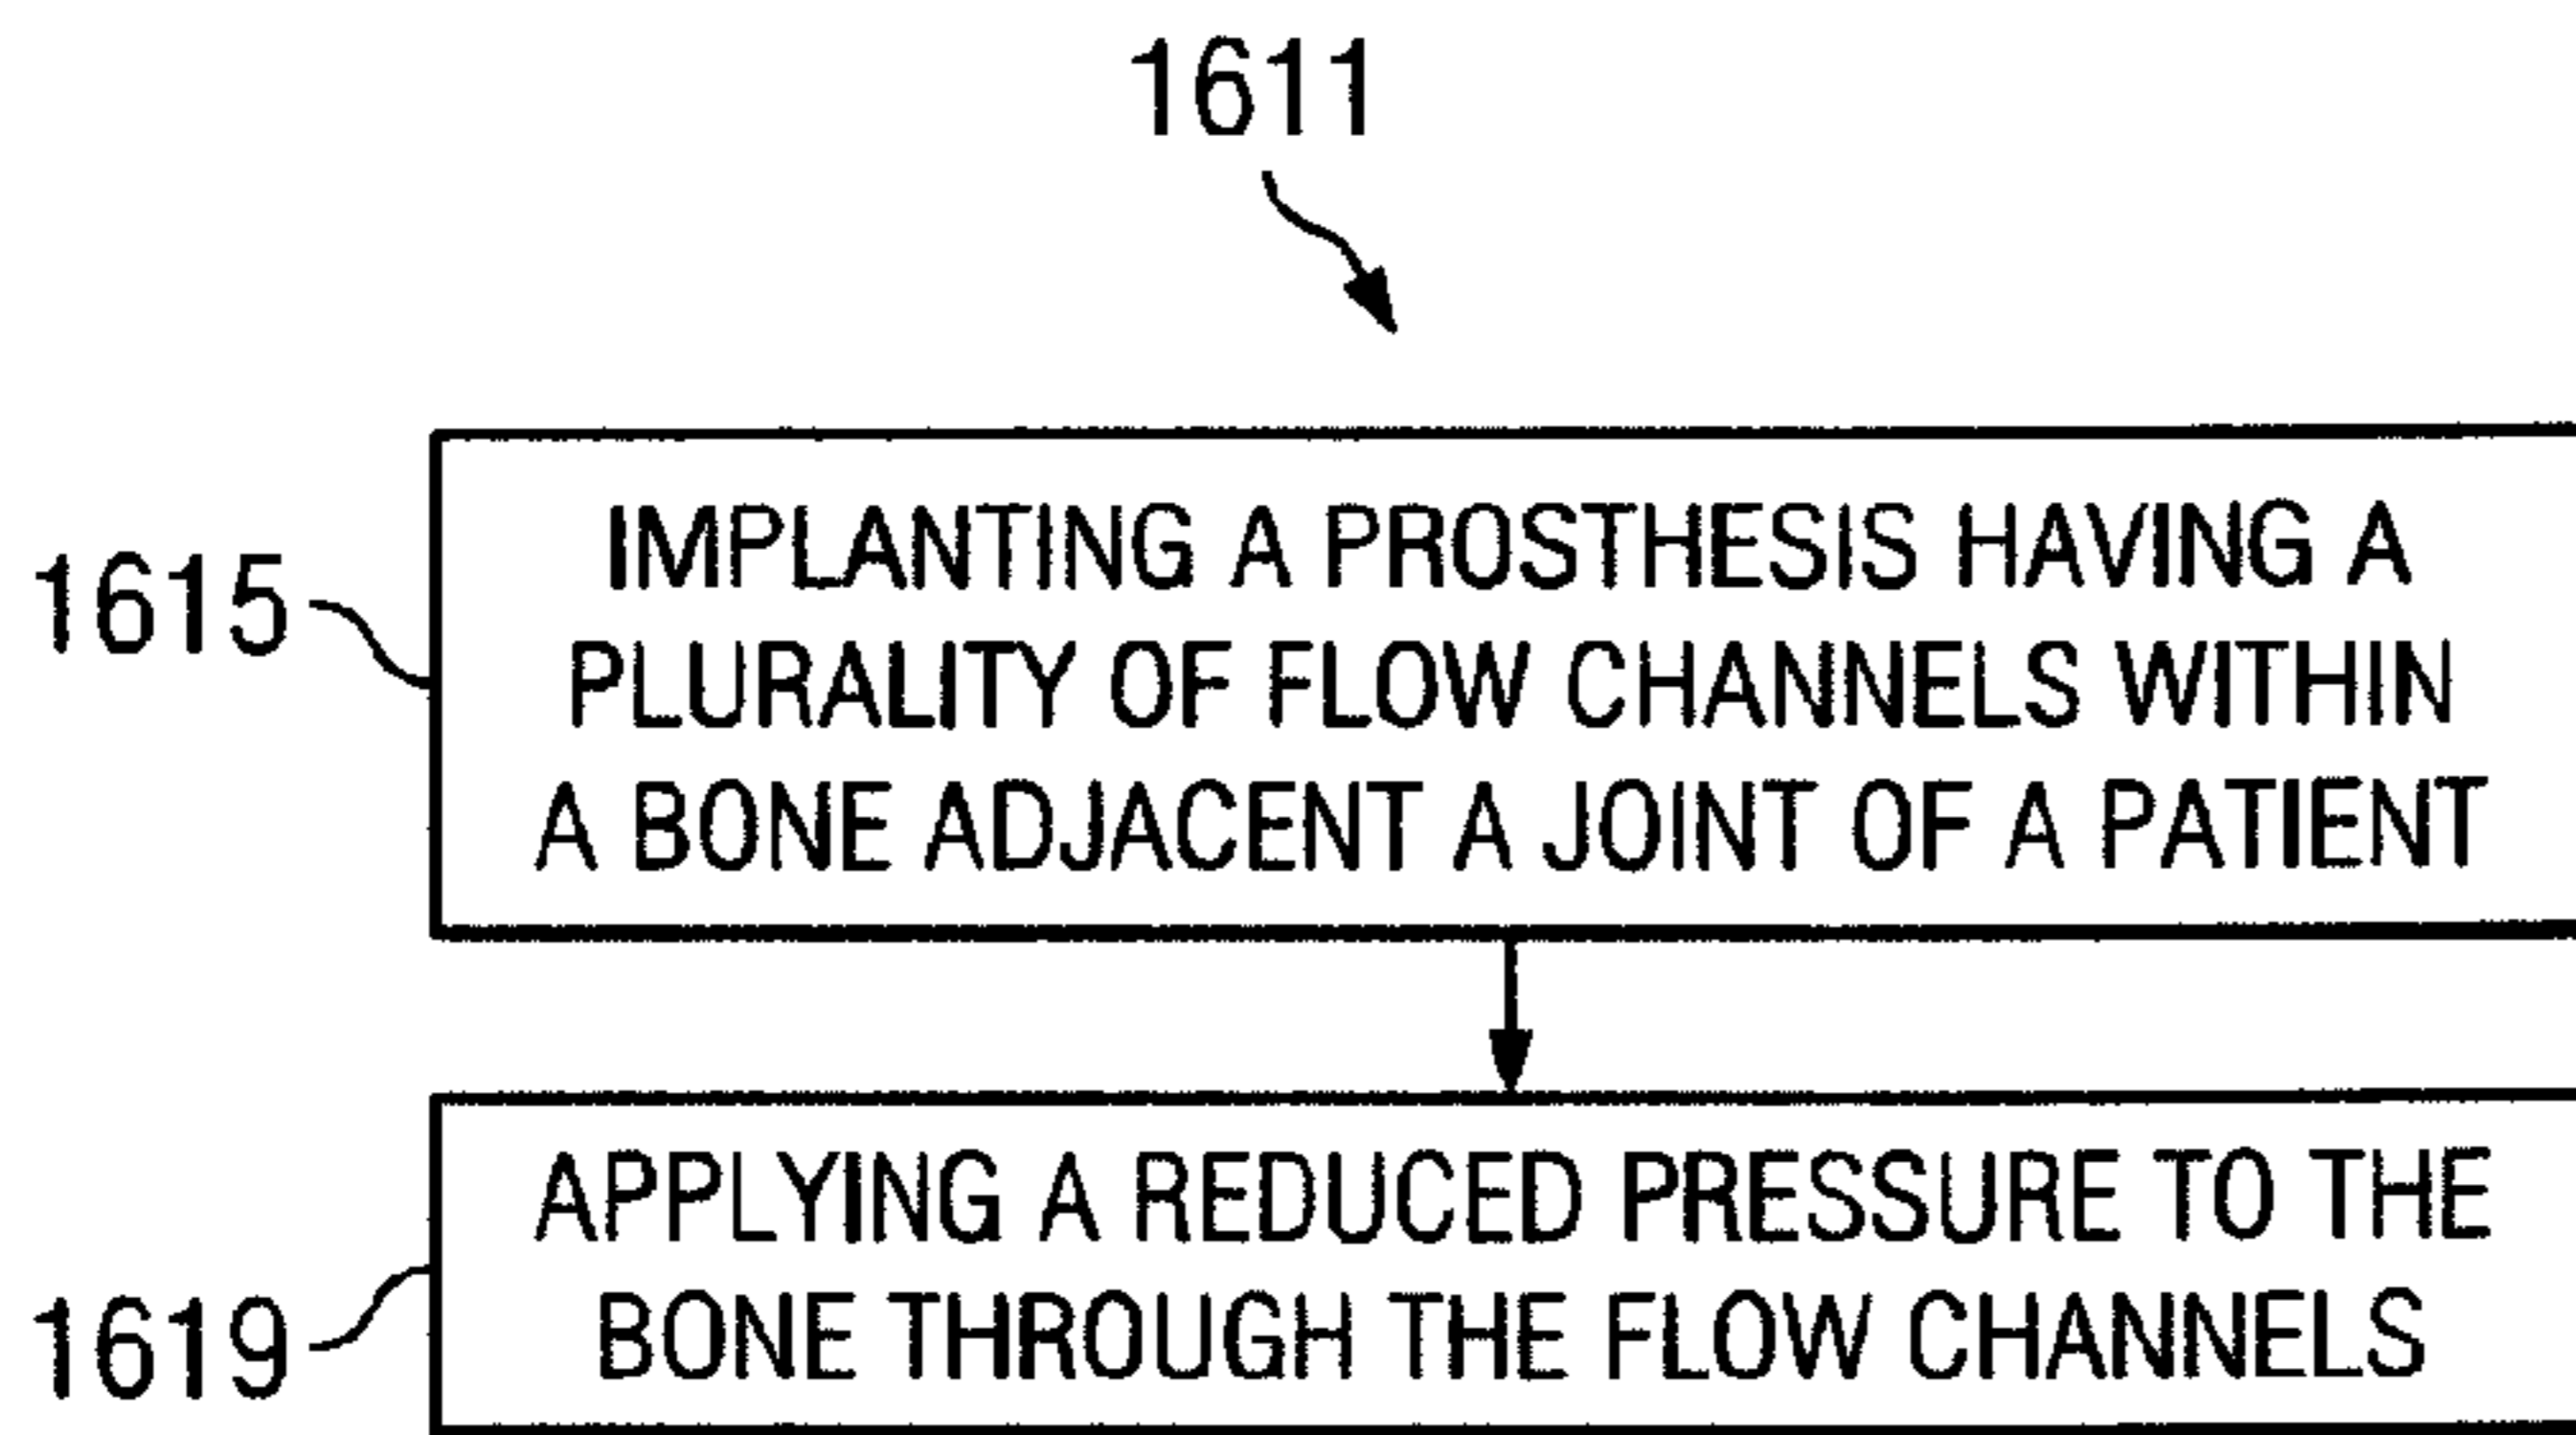 1611
1615
IMPLANTING A PROSTHESIS HAVING A
PLURALITY OF FLOW CHANNELS WITHIN
A BONE ADJACENT A JOINT OF A PATIENT
1619
APPLYING A REDUCED PRESSURE TO THE
BONE THROUGH THE FLOW CHANNELS